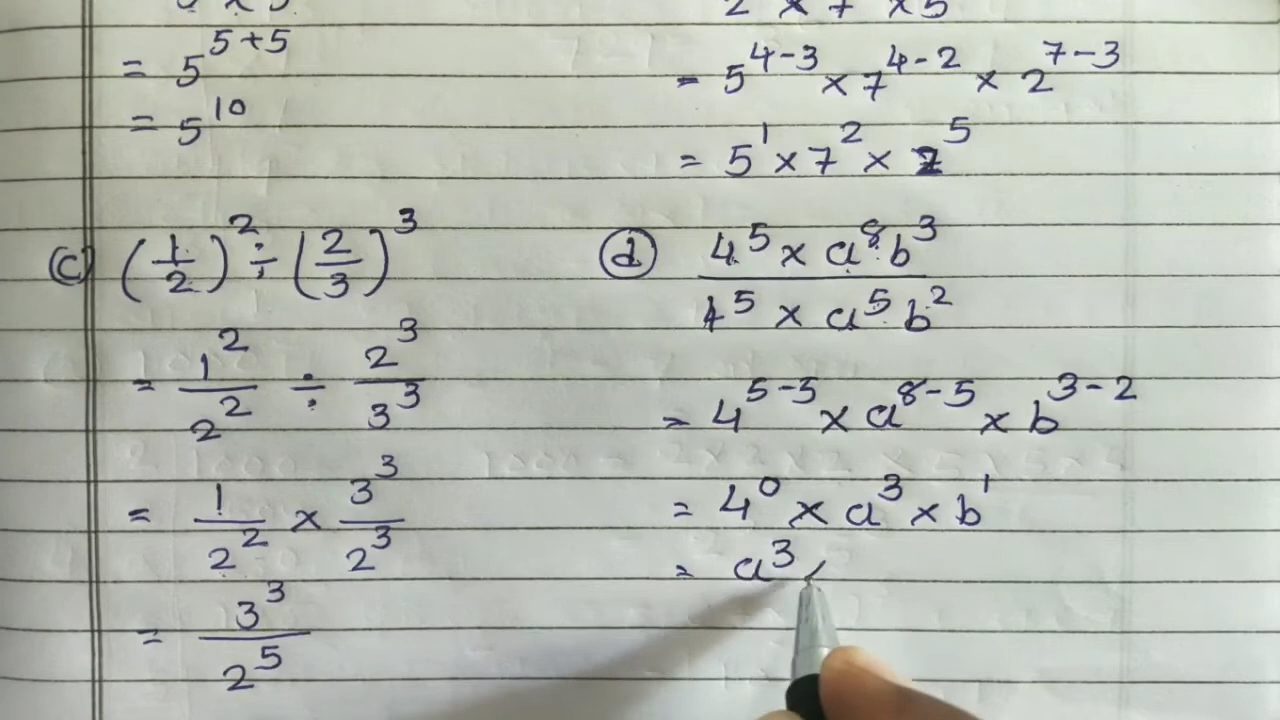 = 5^{5+5}
= 5^{10}
2 × 7 × 5
= 5^{4-3} × 7^{4-2} × 2^{7-3}
= 5^1 × 7^2 × 2^5
(c) (1/2)^2 ÷ (2/3)^3
= 1^2/2^2 ÷ 2^3/3^3
= 1/2^2 × 3^3/2^3
= 3^3/2^5
(d) 4^5 × a^8 b^3
4^5 × a^5 b^2
= 4^{5-5} × a^{8-5} × b^{3-2}
= 4^0 × a^3 × b^1
= a^3